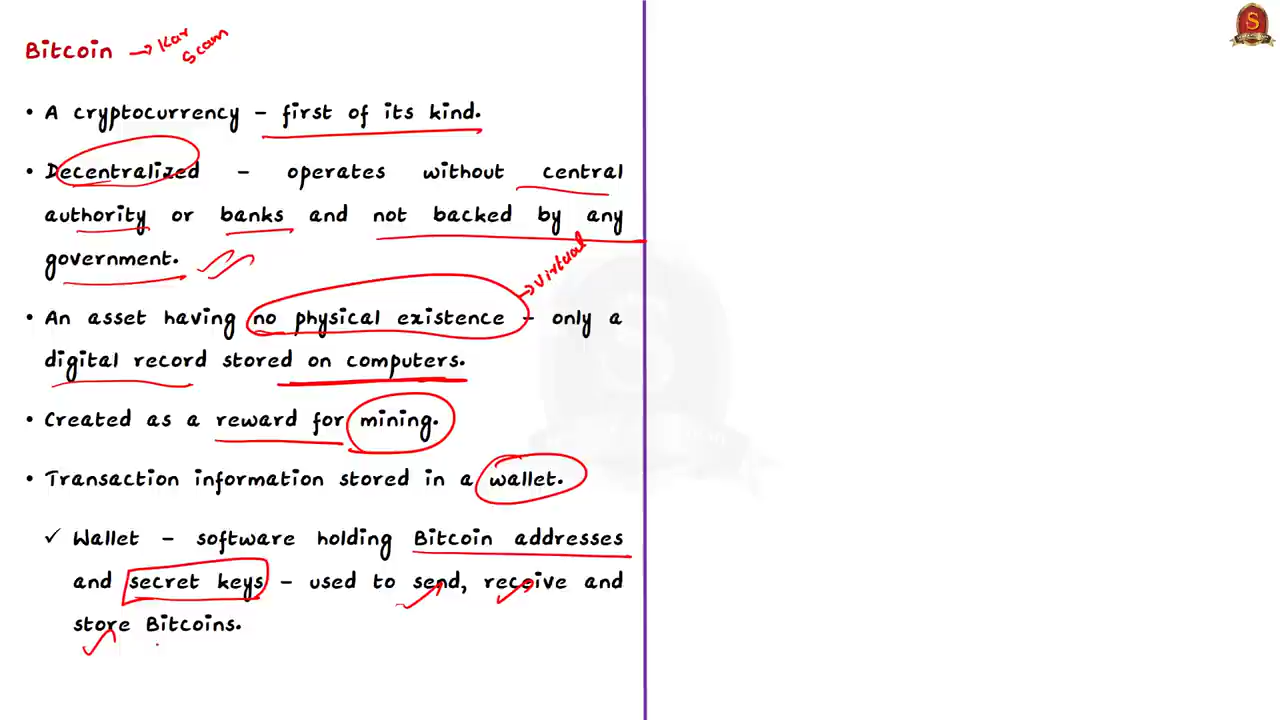 Bitcoin → Kar Scam
• A cryptocurrency – first of its kind.
• Decentralized – operates without central
authority or banks and not backed by any
government.
→ Virtual
• An asset having no physical existence – only a
digital record stored on computers.
• Created as a reward for mining.
• Transaction information stored in a wallet.
✓ Wallet – software holding Bitcoin addresses
and secret keys – used to send, receive and
store Bitcoins.